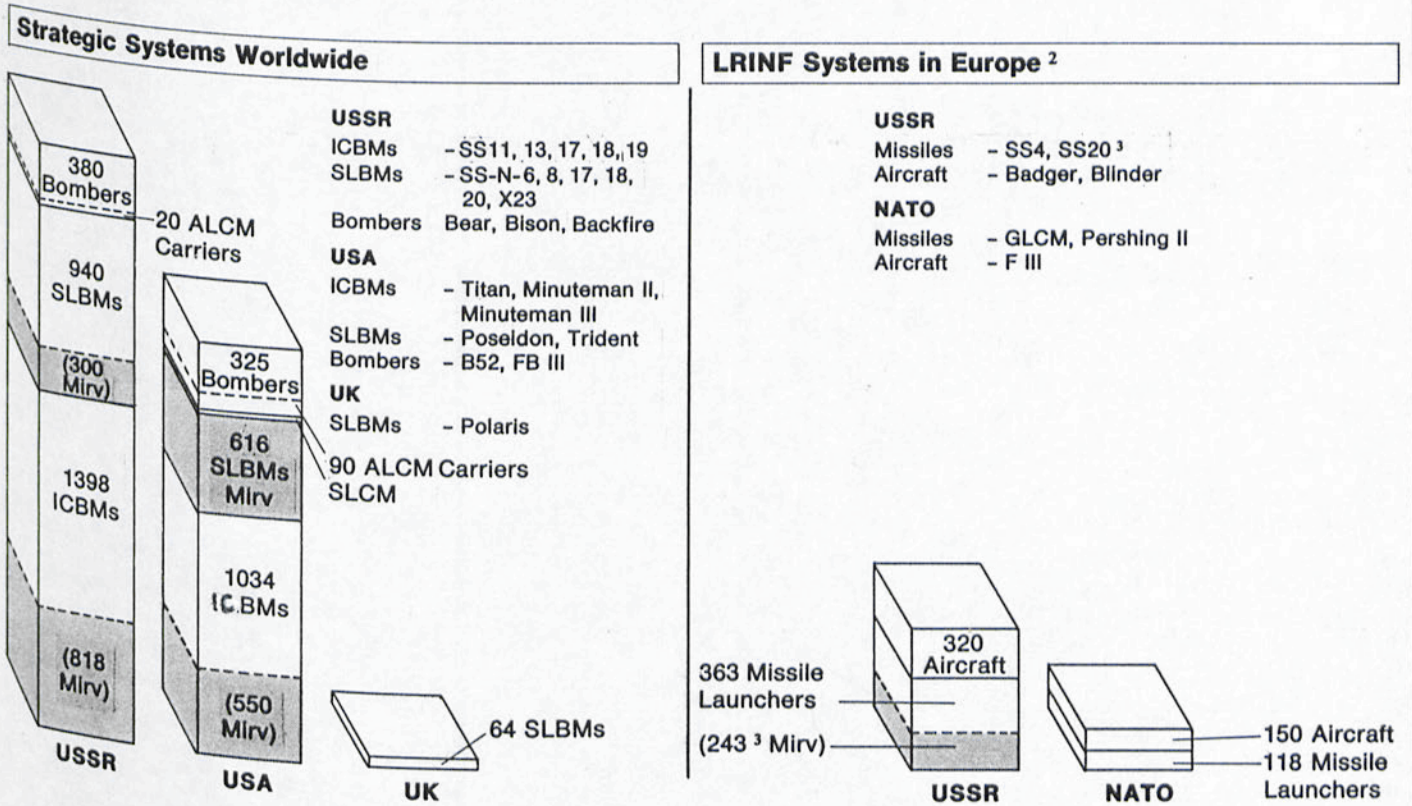 Strategic Systems Worldwide
380
Bombers
20 ALCM
Carriers
940
SLBMs
(300
Mirv)
1398
ICBMs
(818
Mirv)
USSR
325
Bombers
90 ALCM Carriers
SLCM
616
SLBMs
Mirv
1034
ICBMs
(550
Mirv)
USA
64 SLBMs
UK
USSR
ICBMs – SS11, 13, 17, 18, 19
SLBMs – SS-N-6, 8, 17, 18,
20, X23
Bombers Bear, Bison, Backfire
USA
ICBMs – Titan, Minuteman II,
Minuteman III
SLBMs – Poseidon, Trident
Bombers – B52, FB III
UK
SLBMs – Polaris
LRINF Systems in Europe ²
USSR
Missiles – SS4, SS20 ³
Aircraft – Badger, Blinder
NATO
Missiles – GLCM, Pershing II
Aircraft – F III
320
Aircraft
363 Missile
Launchers
(243 ³ Mirv)
USSR
150 Aircraft
118 Missile
Launchers
NATO